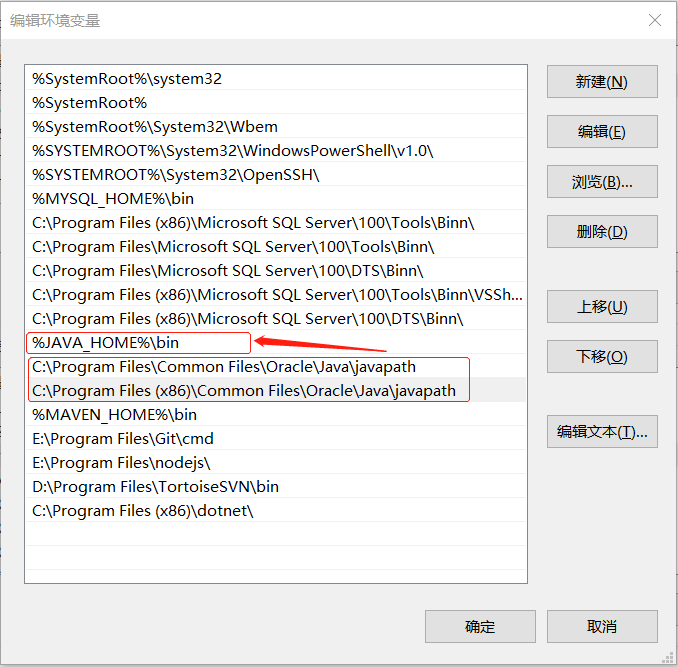 编辑环境变量
%SystemRoot%\system32
%SystemRoot%
%SystemRoot%\System32\Wbem
%SYSTEMROOT%\System32\WindowsPowerShell\v1.0\
%SYSTEMROOT%\System32\OpenSSH\
%MYSQL_HOME%\bin
C:\Program Files (x86)\Microsoft SQL Server\100\Tools\Binn\
C:\Program Files\Microsoft SQL Server\100\Tools\Binn\
C:\Program Files\Microsoft SQL Server\100\DTS\Binn\
C:\Program Files (x86)\Microsoft SQL Server\100\Tools\Binn\VSSh...
C:\Program Files (x86)\Microsoft SQL Server\100\DTS\Binn\
%JAVA_HOME%\bin
C:\Program Files\Common Files\Oracle\Java\javapath
C:\Program Files (x86)\Common Files\Oracle\Java\javapath
%MAVEN_HOME%\bin
E:\Program Files\Git\cmd
E:\Program Files\nodejs\
D:\Program Files\TortoiseSVN\bin
C:\Program Files (x86)\dotnet\
新建(N)
编辑(E)
浏览(B)...
删除(D)
上移(U)
下移(O)
编辑文本(T)...
确定
取消